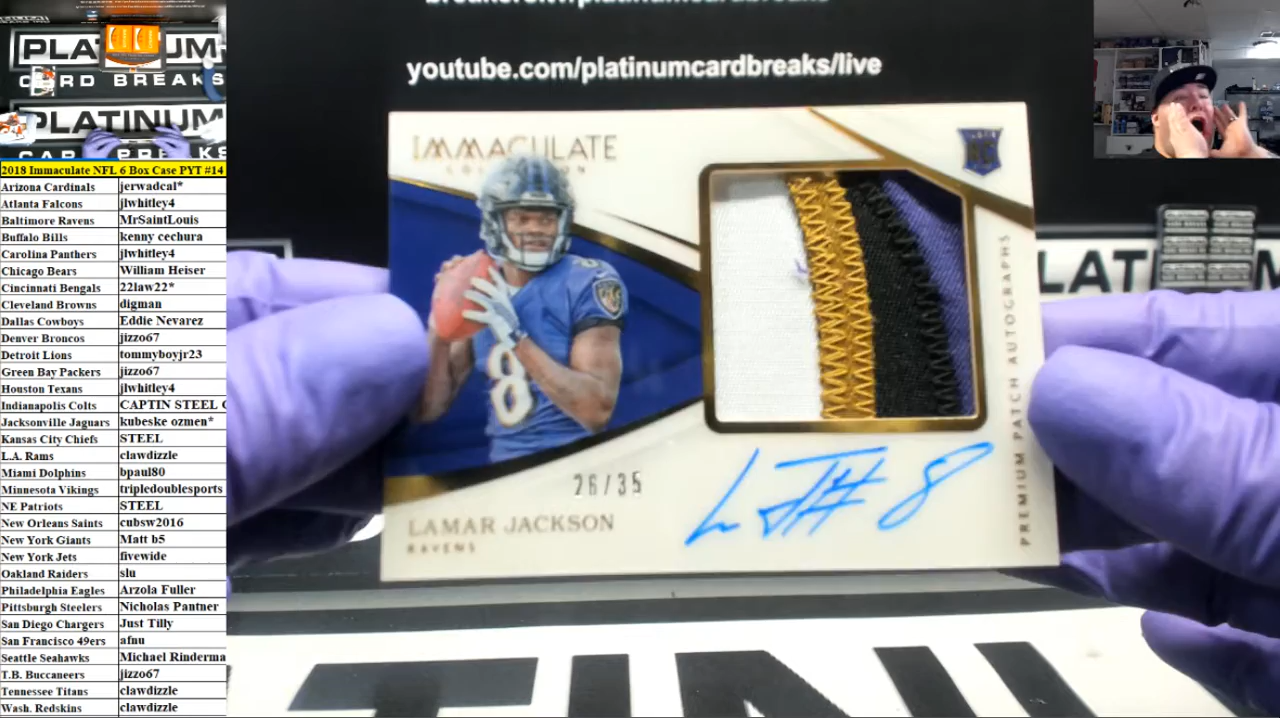 PLATINUM
CARD BREAKS
PLATINUM
2018 Immaculate NFL 6 Box Case PYT #14
Arizona Cardinals jerwadcal*
Atlanta Falcons jlwhitley4
Baltimore Ravens MrSaintLouis
Buffalo Bills kenny cechura
Carolina Panthers jlwhitley4
Chicago Bears William Heiser
Cincinnati Bengals 22law22*
Cleveland Browns digman
Dallas Cowboys Eddie Nevarez
Denver Broncos jizzo67
Detroit Lions tommyboyjr23
Green Bay Packers jizzo67
Houston Texans jlwhitley4
Indianapolis Colts CAPTIN STEEL
Jacksonville Jaguars kubeske ozmen*
Kansas City Chiefs STEEL
L.A. Rams clawdizzle
Miami Dolphins bpaul80
Minnesota Vikings tripledoublesports
NE Patriots STEEL
New Orleans Saints cubsw2016
New York Giants Matt b5
New York Jets fivewide
Oakland Raiders slu
Philadelphia Eagles Arzola Fuller
Pittsburgh Steelers Nicholas Pantner
San Diego Chargers Just Tilly
San Francisco 49ers afnu
Seattle Seahawks Michael Rinderma
T.B. Buccaneers jizzo67
Tennessee Titans clawdizzle
Wash. Redskins clawdizzle
youtube.com/platinumcardbreaks/live
IMMACULATE
COLLECTION
8
26/35
LAMAR JACKSON
RAVENS
PREMIUM PATCH AUTOGRAPHS
8